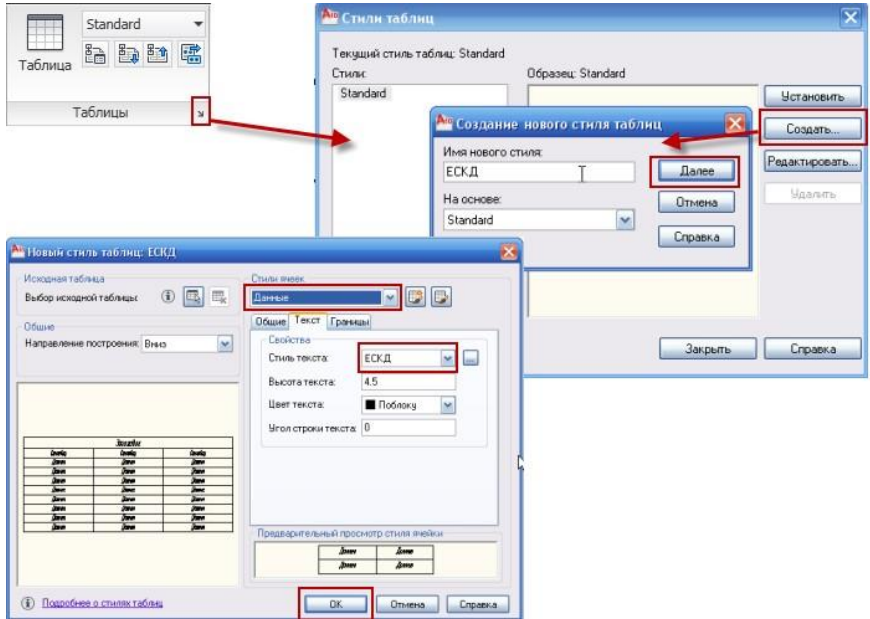 Standard
Таблица
Таблицы
Стили таблиц
Текущий стиль таблиц: Standard
Стили:
Образец: Standard
Standard
Установить
Создать...
Редактировать...
Удалить
Закрыть
Справка
Создание нового стиля таблиц
Имя нового стиля:
ЕСКД
Далее
На основе:
Отмена
Standard
Справка
Новый стиль таблиц: ЕСКД
Исходная таблица
Выбор исходной таблицы:
Общие
Направление построения: Вниз
Стили ячеек
Данные
Общие Текст Границы
Свойства
Стиль текста: ЕСКД
...
Высота текста: 4.5
Цвет текста: Поблоку
Угол строки текста: 0
Предварительный просмотр стиля ячейки
Данные Данные
Данные Данные
Подробнее о стилях таблиц
OK Отмена Справка